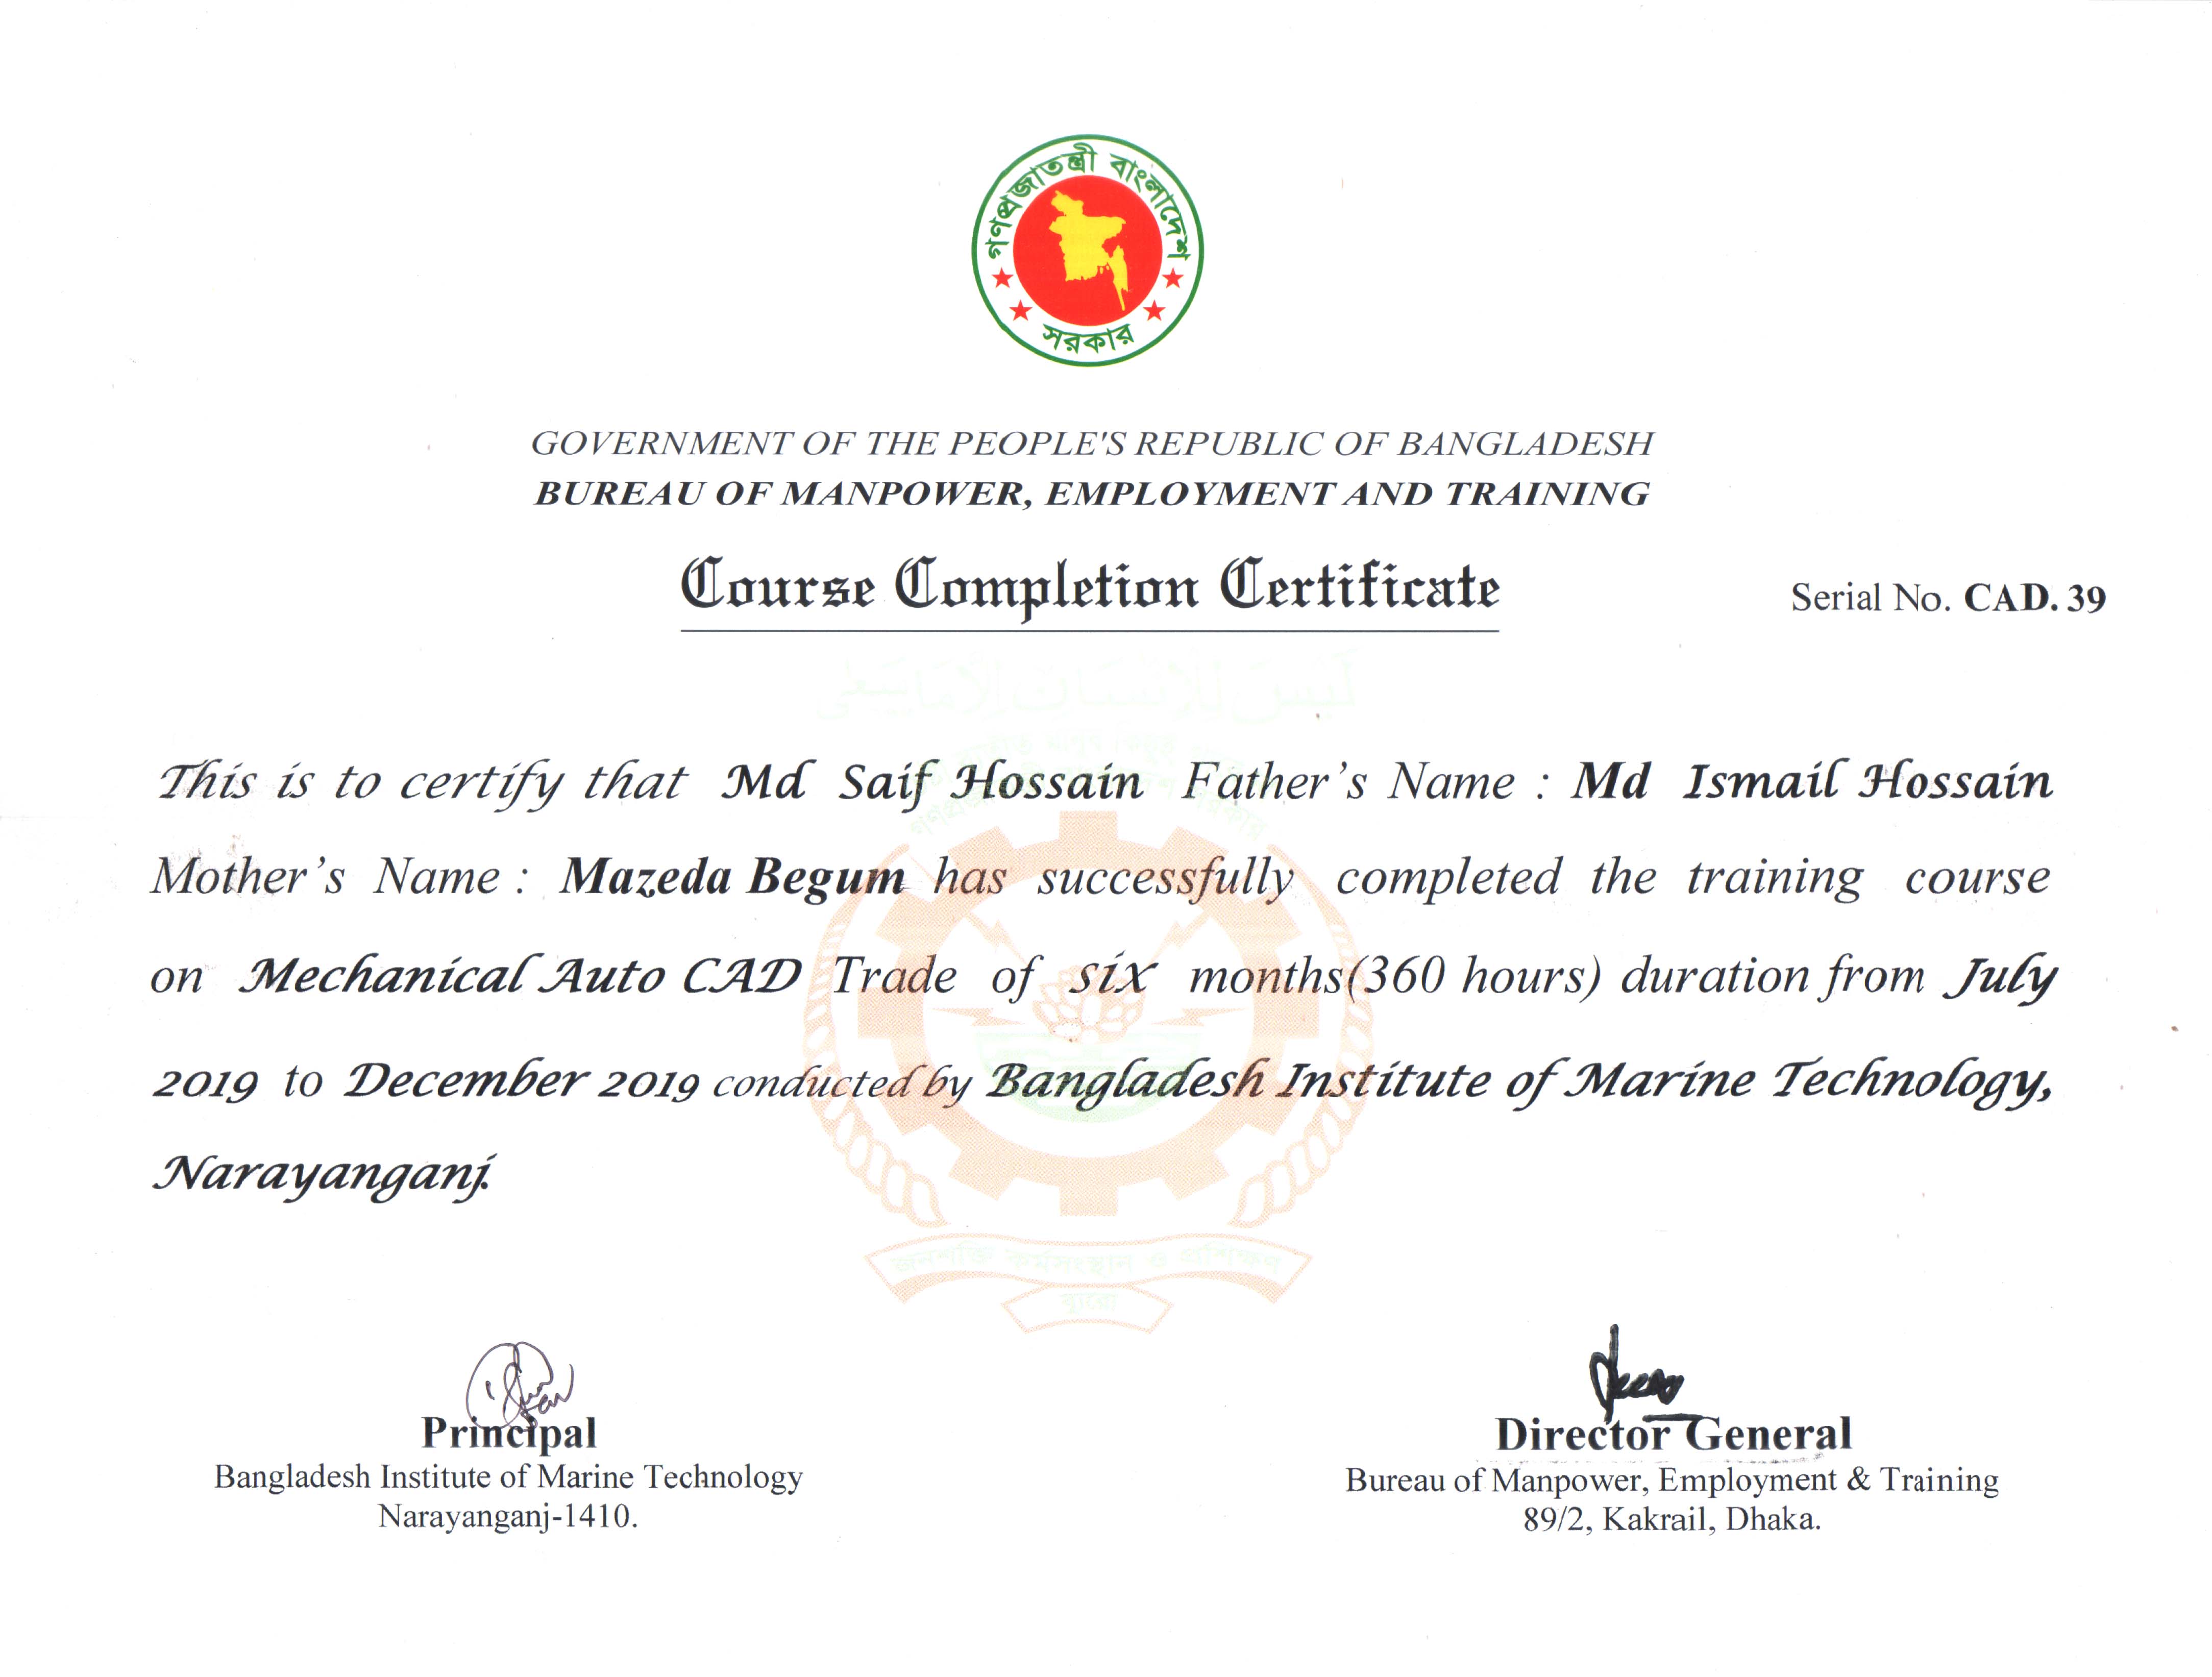 গণপ্রজাতন্ত্রী বাংলাদেশ
সরকার
GOVERNMENT OF THE PEOPLE'S REPUBLIC OF BANGLADESH
BUREAU OF MANPOWER, EMPLOYMENT AND TRAINING
Course Completion Certificate
Serial No. CAD. 39
ليس للإنسان إلا ما سعى
This is to certify that Md Saif Hossain Father's Name : Md Ismail Hossain
Mother's Name : Mazeda Begum has successfully completed the training course
on Mechanical Auto CAD Trade of six months(360 hours) duration from July
2019 to December 2019 conducted by Bangladesh Institute of Marine Technology,
Narayanganj.
জনশক্তি কর্মসংস্থান ও প্রশিক্ষণ
ব্যুরো
Principal
Bangladesh Institute of Marine Technology
Narayanganj-1410.
Director General
Bureau of Manpower, Employment & Training
89/2, Kakrail, Dhaka.